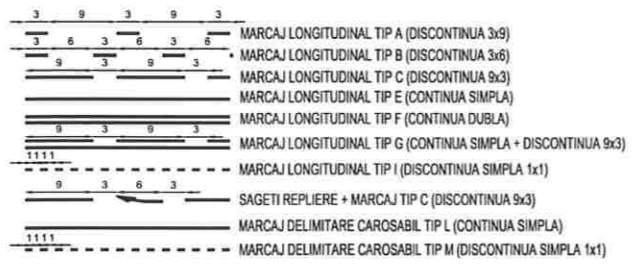 3 9 3 9 3
MARCAJ LONGITUDINAL TIP A (DISCONTINUA 3x9)
3 6 3 6 3 6
MARCAJ LONGITUDINAL TIP B (DISCONTINUA 3x6)
9 3 9 3
MARCAJ LONGITUDINAL TIP C (DISCONTINUA 9x3)
MARCAJ LONGITUDINAL TIP E (CONTINUA SIMPLA)
MARCAJ LONGITUDINAL TIP F (CONTINUA DUBLA)
9 3 9 3
MARCAJ LONGITUDINAL TIP G (CONTINUA SIMPLA + DISCONTINUA 9x3)
1111
MARCAJ LONGITUDINAL TIP I (DISCONTINUA SIMPLA 1x1)
9 3 6 3
SAGETI REPLIERE + MARCAJ TIP C (DISCONTINUA 9x3)
MARCAJ DELIMITARE CAROSABIL TIP L (CONTINUA SIMPLA)
1111
MARCAJ DELIMITARE CAROSABIL TIP M (DISCONTINUA SIMPLA 1x1)